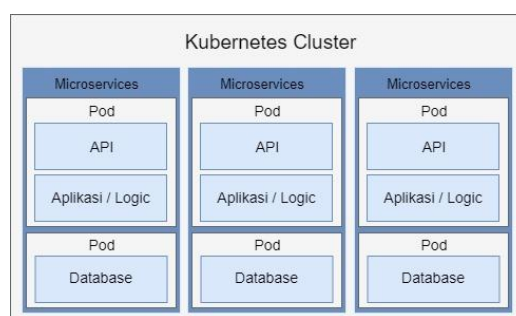 Kubernetes Cluster
Microservices Microservices Microservices
Pod Pod Pod
API API API
Aplikasi / Logic Aplikasi / Logic Aplikasi / Logic
Pod Pod Pod
Database Database Database